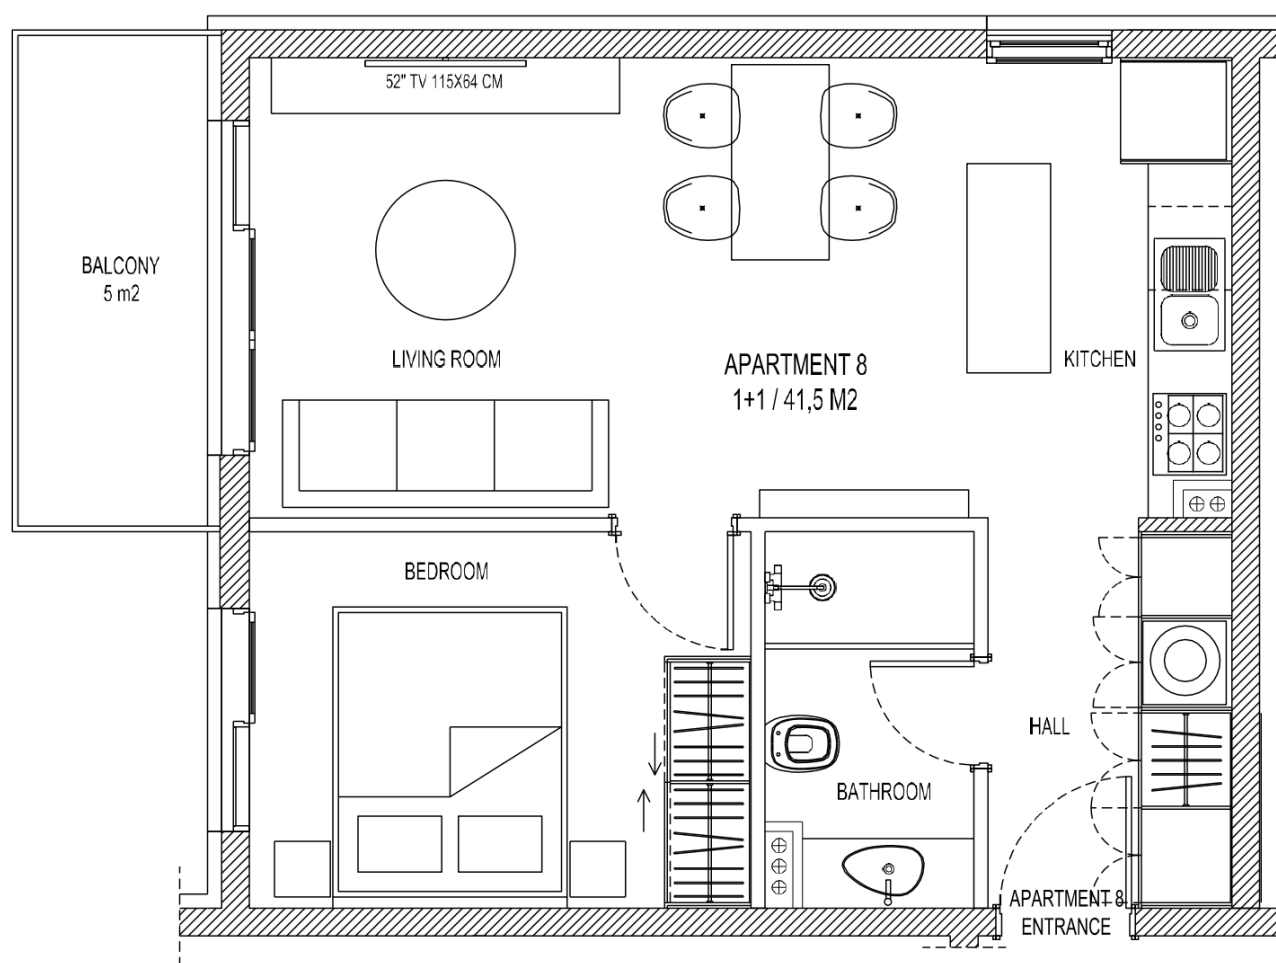 52" TV 115X64 CM
BALCONY
5 m2
LIVING ROOM
APARTMENT 8
1+1 / 41,5 M2
KITCHEN
BEDROOM
HALL
BATHROOM
APARTMENT 8
ENTRANCE